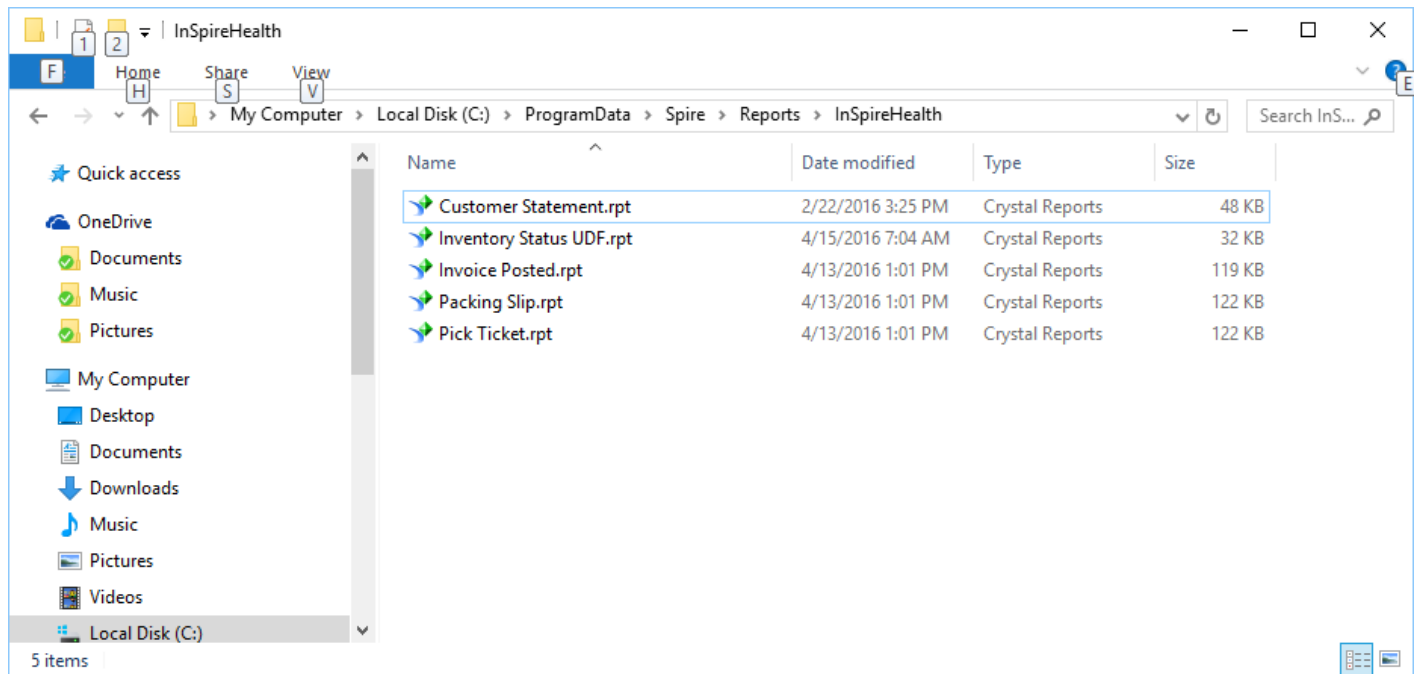 InSpireHealth
1 2
F Home Share View
H S V E
My Computer Local Disk (C:) ProgramData Spire Reports InSpireHealth Search InS...
Quick access
OneDrive
Documents
Music
Pictures
My Computer
Desktop
Documents
Downloads
Music
Pictures
Videos
Local Disk (C:)
Name Date modified Type Size
Customer Statement.rpt 2/22/2016 3:25 PM Crystal Reports 48 KB
Inventory Status UDF.rpt 4/15/2016 7:04 AM Crystal Reports 32 KB
Invoice Posted.rpt 4/13/2016 1:01 PM Crystal Reports 119 KB
Packing Slip.rpt 4/13/2016 1:01 PM Crystal Reports 122 KB
Pick Ticket.rpt 4/13/2016 1:01 PM Crystal Reports 122 KB
5 items